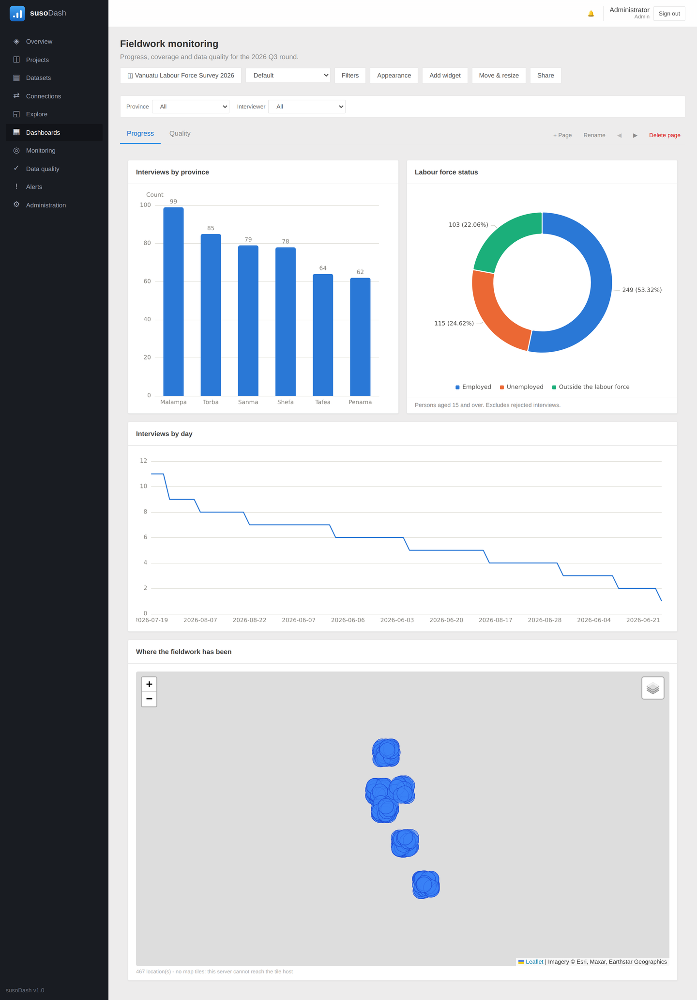 susoDash
Overview
Projects
Datasets
Connections
Explore
Dashboards
Monitoring
Data quality
Alerts
Administration
susoDash v1.0
Administrator
Admin
Sign out
Fieldwork monitoring
Progress, coverage and data quality for the 2026 Q3 round.
Vanuatu Labour Force Survey 2026
Default
Filters
Appearance
Add widget
Move & resize
Share
Province
All
Interviewer
All
Progress
Quality
+ Page
Rename
◀
▶
Delete page
Interviews by province
Count
100
80
60
40
20
0
99
85
79
78
64
62
Malampa
Torba
Sanma
Shefa
Tafea
Penama
Labour force status
103 (22.06%)
249 (53.32%)
115 (24.62%)
Employed
Unemployed
Outside the labour force
Persons aged 15 and over. Excludes rejected interviews.
Interviews by day
12
10
8
6
4
2
0
2026-07-19
2026-08-07
2026-08-22
2026-06-07
2026-06-06
2026-06-03
2026-06-20
2026-08-17
2026-06-28
2026-06-04
2026-06-21
Where the fieldwork has been
+
−
Leaflet | Imagery © Esri, Maxar, Earthstar Geographics
467 location(s) - no map tiles: this server cannot reach the tile host